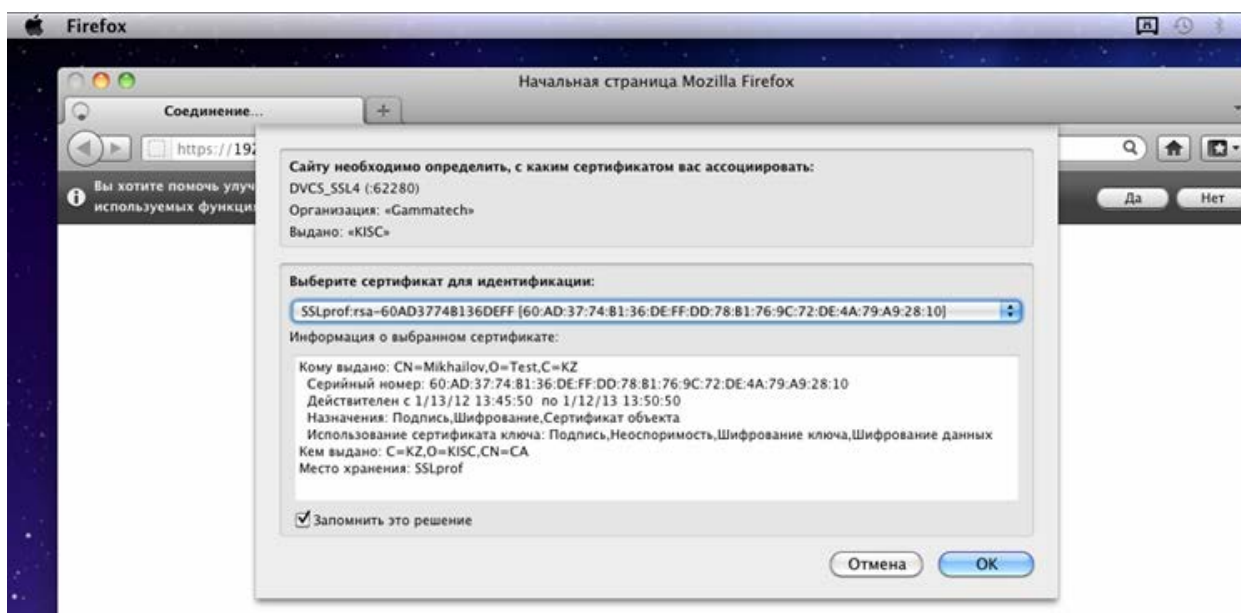 Firefox
Начальная страница Mozilla Firefox
Соединение...
https://192
Вы хотите помочь улуч
используемых функци
Да
Нет
Сайту необходимо определить, с каким сертификатом вас ассоциировать:
DVCS_SSL4 (:62280)
Организация: «Gammatech»
Выдано: «KISC»
Выберите сертификат для идентификации:
SSLprof:rsa-60AD3774B136DEFF [60:AD:37:74:B1:36:DE:FF:DD:78:B1:76:9C:72:DE:4A:79:A9:28:10]
Информация о выбранном сертификате:
Кому выдано: CN=Mikhailov,O=Test,C=KZ
Серийный номер: 60:AD:37:74:B1:36:DE:FF:DD:78:B1:76:9C:72:DE:4A:79:A9:28:10
Действителен с 1/13/12 13:45:50 по 1/12/13 13:50:50
Назначения: Подпись,Шифрование,Сертификат объекта
Использование сертификата ключа: Подпись,Неоспоримость,Шифрование ключа,Шифрование данных
Кем выдано: C=KZ,O=KISC,CN=CA
Место хранения: SSLprof
Запомнить это решение
Отмена
OK